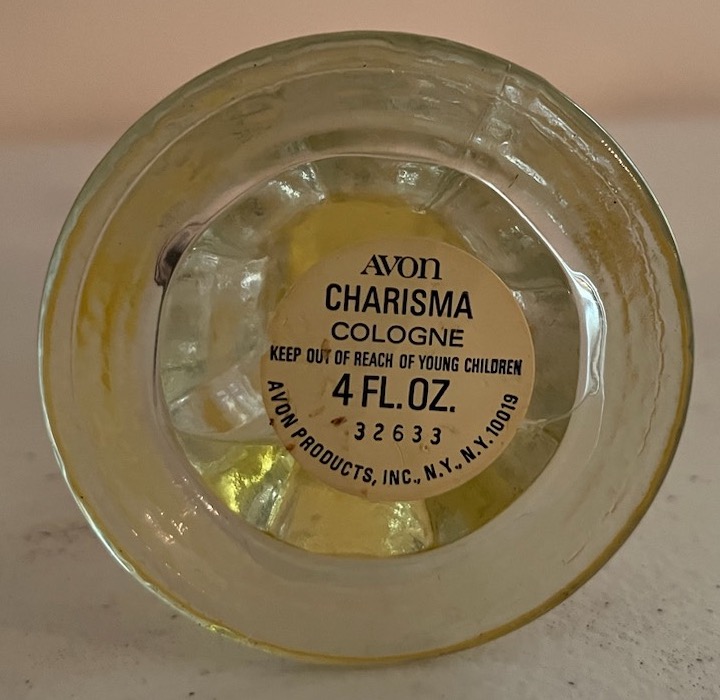 AVON
CHARISMA
COLOGNE
KEEP OUT OF REACH OF YOUNG CHILDREN
4 FL. OZ.
32633
AVON PRODUCTS, INC., N.Y., N.Y. 10019